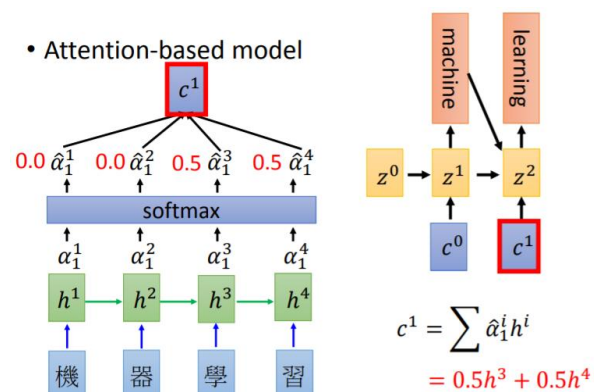 • Attention-based model
c¹
0.0 α̂₁¹ 0.0 α̂₁² 0.5 α̂₁³ 0.5 α̂₁⁴
softmax
α₁¹ α₁² α₁³ α₁⁴
h¹ h² h³ h⁴
機 器 學 習
machine learning
z⁰ z¹ z²
c⁰ c¹
c¹ = ∑ α̂₁ⁱhⁱ
= 0.5h³ + 0.5h⁴